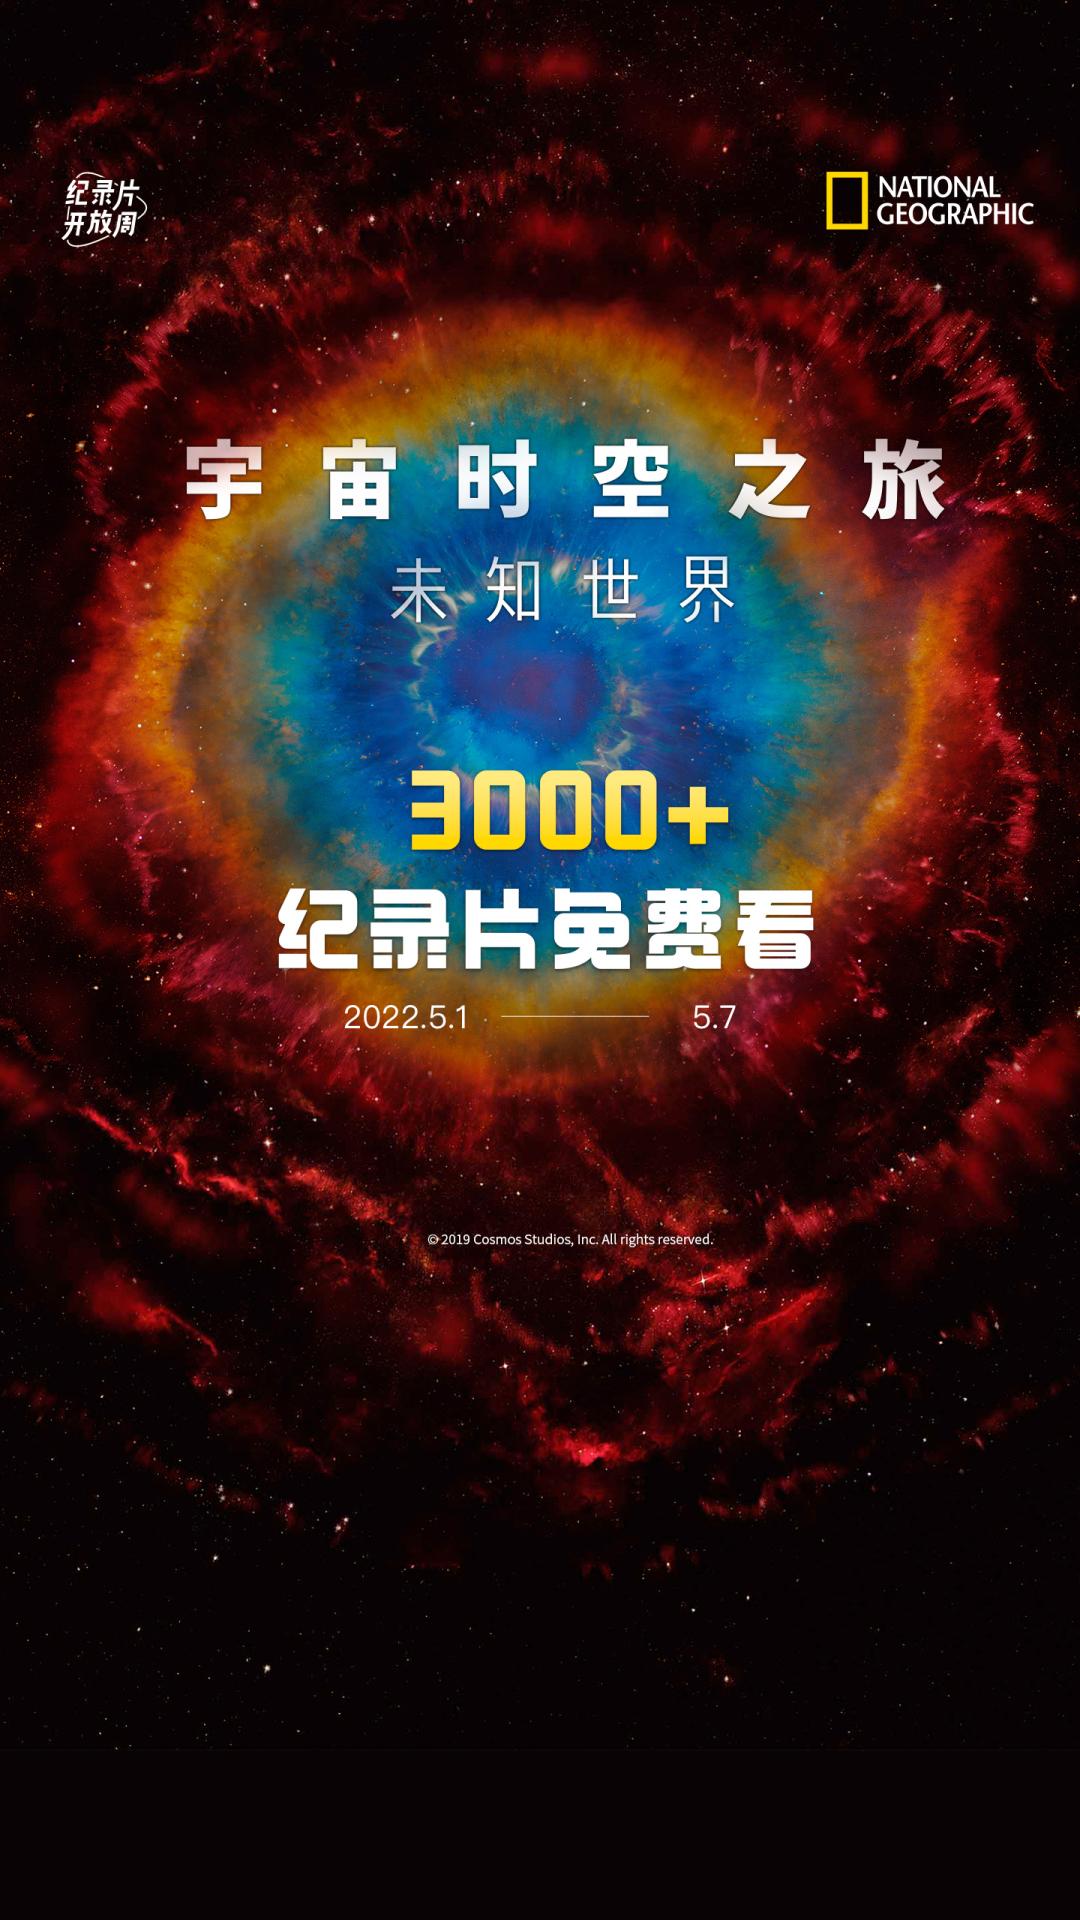 纪录片
开放周
NATIONAL
GEOGRAPHIC
宇宙时空之旅
未知世界
3000+
纪录片免费看
2022.5.1 — 5.7
© 2019 Cosmos Studios, Inc. All rights reserved.